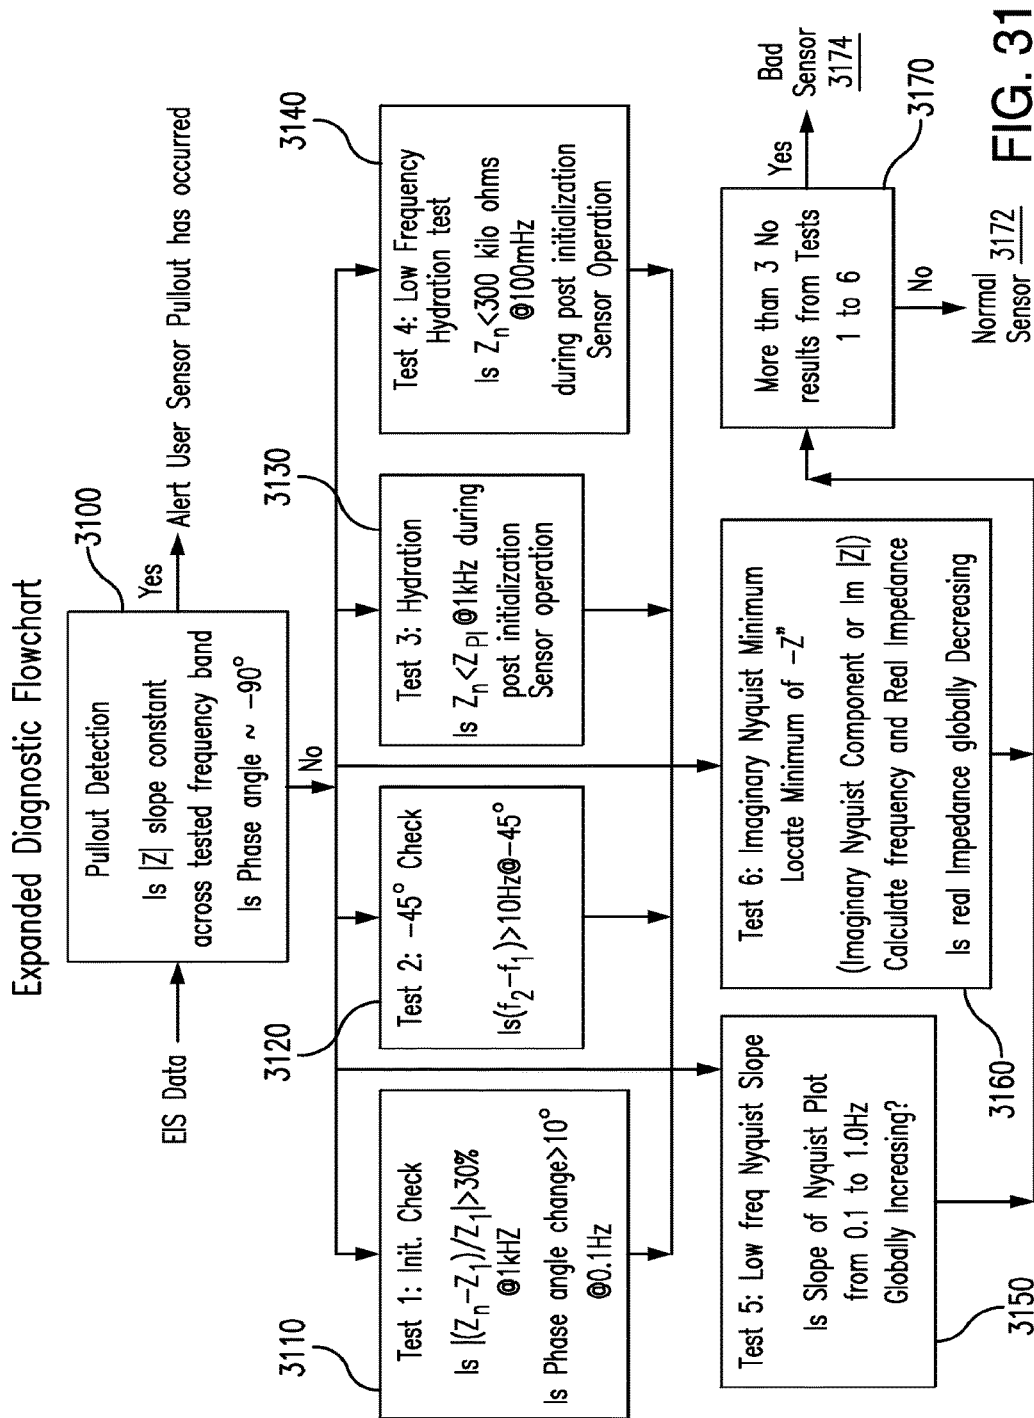 Expanded Diagnostic Flowchart
EIS Data
Pullout Detection
Is |Z| slope constant
across tested frequency band
Is Phase angle ~ -90°
3100
Yes
Alert User Sensor Pullout has occurred
No
3110
Test 1: Init. Check
Is |(Zn-Z1)/Z1|>30%
@1kHZ
Is Phase angle change>10°
@0.1Hz
3120
Test 2: -45° Check
Is(f2-f1)>10Hz@-45°
3130
Test 3: Hydration
Is Zn<ZPI @1kHz during
post initialization
Sensor operation
3140
Test 4: Low Frequency
Hydration test
Is Zn<300 kilo ohms
@100mHz
during post initialization
Sensor Operation
Test 5: Low freq Nyquist Slope
Is Slope of Nyquist Plot
from 0.1 to 1.0Hz
Globally Increasing?
3150
Test 6: Imaginary Nyquist Minimum
Locate Minimum of -Z"
(Imaginary Nyquist Component or Im |Z|)
Calculate frequency and Real Impedance
Is real Impedance globally Decreasing
3160
More than 3 No
results from Tests
1 to 6
3170
Yes
Bad
Sensor
3174
No
Normal
Sensor 3172
FIG. 31